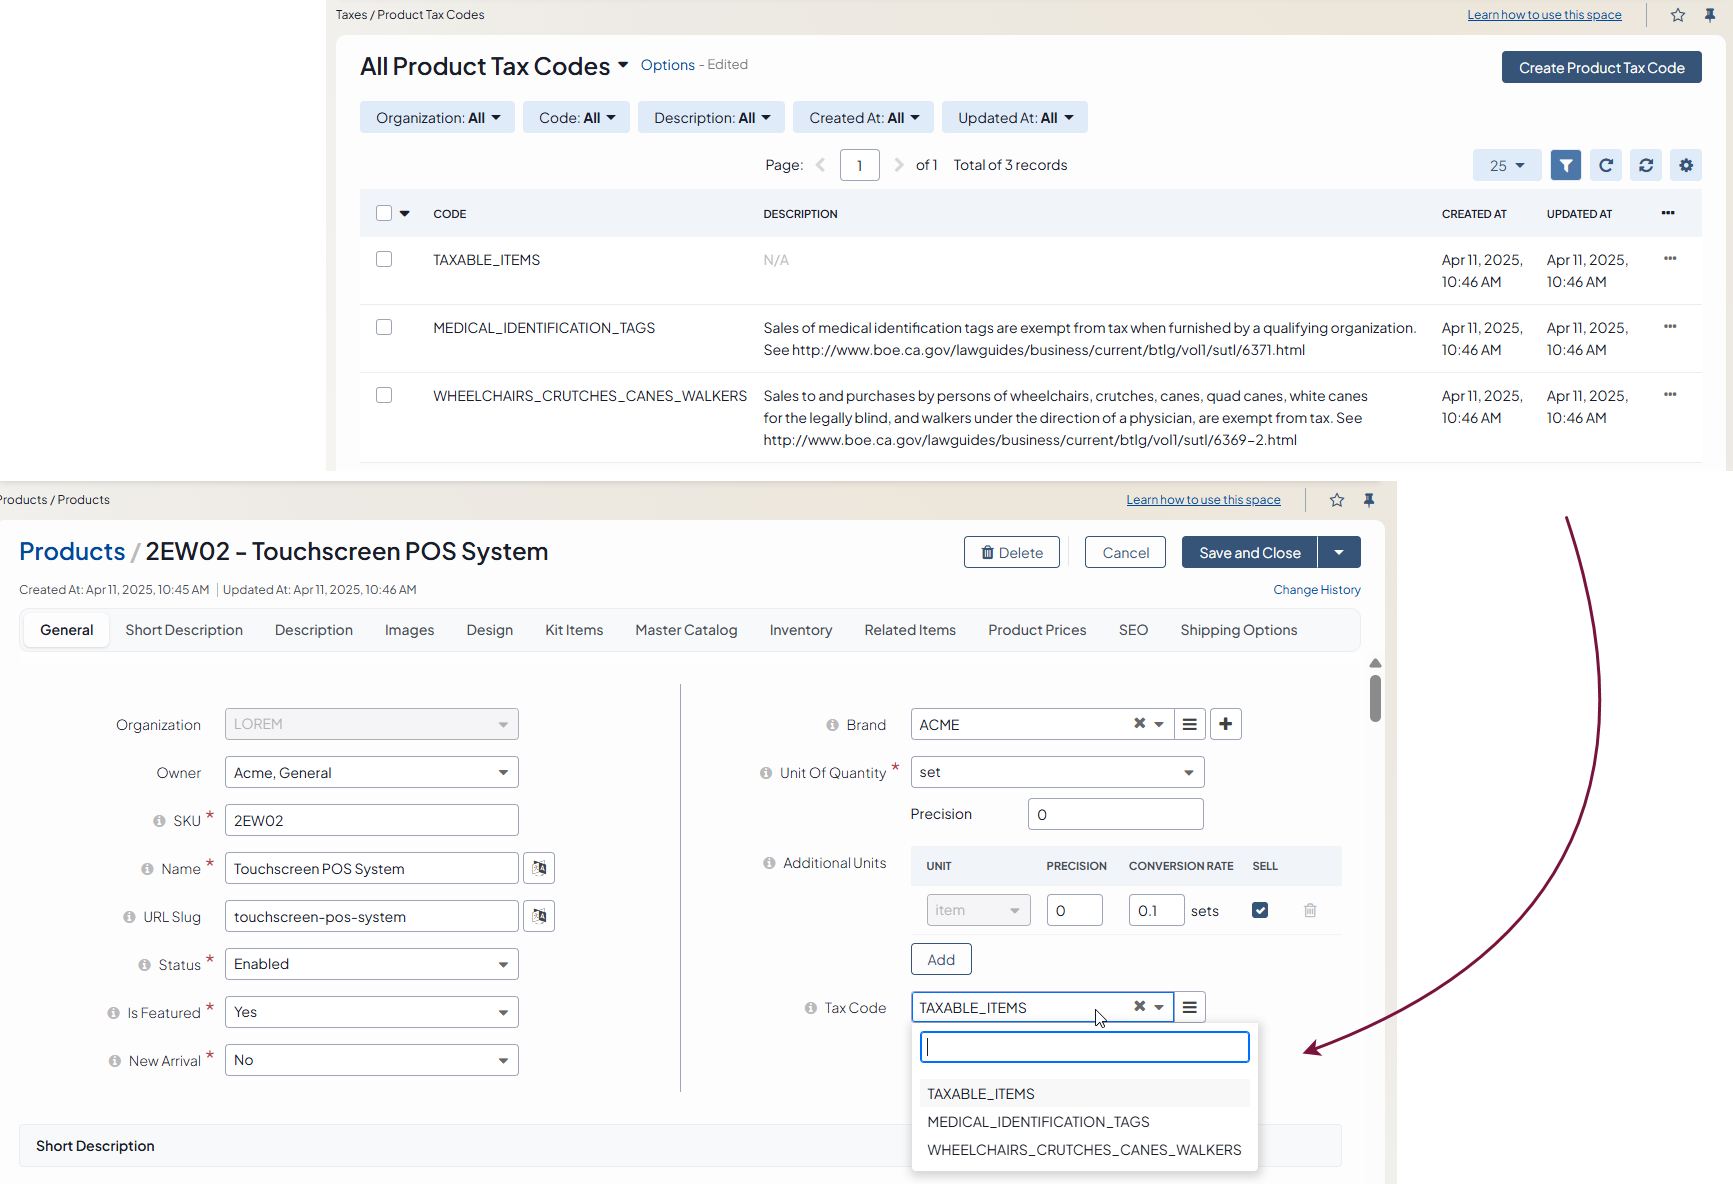 Taxes / Product Tax Codes
Learn how to use this space
All Product Tax Codes Options - Edited
Create Product Tax Code
Organization: All Code: All Description: All Created At: All Updated At: All
Page: 1 of 1 Total of 3 records
25
CODE DESCRIPTION CREATED AT UPDATED AT
TAXABLE_ITEMS N/A Apr 11, 2025, Apr 11, 2025,
10:46 AM 10:46 AM
MEDICAL_IDENTIFICATION_TAGS Sales of medical identification tags are exempt from tax when furnished by a qualifying organization. Apr 11, 2025, Apr 11, 2025,
See http://www.boe.ca.gov/lawguides/business/current/btlg/vol1/sutl/6371.html 10:46 AM 10:46 AM
WHEELCHAIRS_CRUTCHES_CANES_WALKERS Sales to and purchases by persons of wheelchairs, crutches, canes, quad canes, white canes Apr 11, 2025, Apr 11, 2025,
for the legally blind, and walkers under the direction of a physician, are exempt from tax. See 10:46 AM 10:46 AM
http://www.boe.ca.gov/lawguides/business/current/btlg/vol1/sutl/6369-2.html
Products / Products
Learn how to use this space
Products / 2EW02 - Touchscreen POS System
Delete Cancel Save and Close
Created At: Apr 11, 2025, 10:45 AM Updated At: Apr 11, 2025, 10:46 AM
Change History
General Short Description Description Images Design Kit Items Master Catalog Inventory Related Items Product Prices SEO Shipping Options
Organization LOREM
Owner Acme, General
SKU * 2EW02
Name * Touchscreen POS System
URL Slug touchscreen-pos-system
Status * Enabled
Is Featured * Yes
New Arrival * No
Brand ACME
Unit Of Quantity * set
Precision 0
Additional Units UNIT PRECISION CONVERSION RATE SELL
item 0 0.1 sets
Add
Tax Code TAXABLE_ITEMS
TAXABLE_ITEMS
MEDICAL_IDENTIFICATION_TAGS
WHEELCHAIRS_CRUTCHES_CANES_WALKERS
Short Description